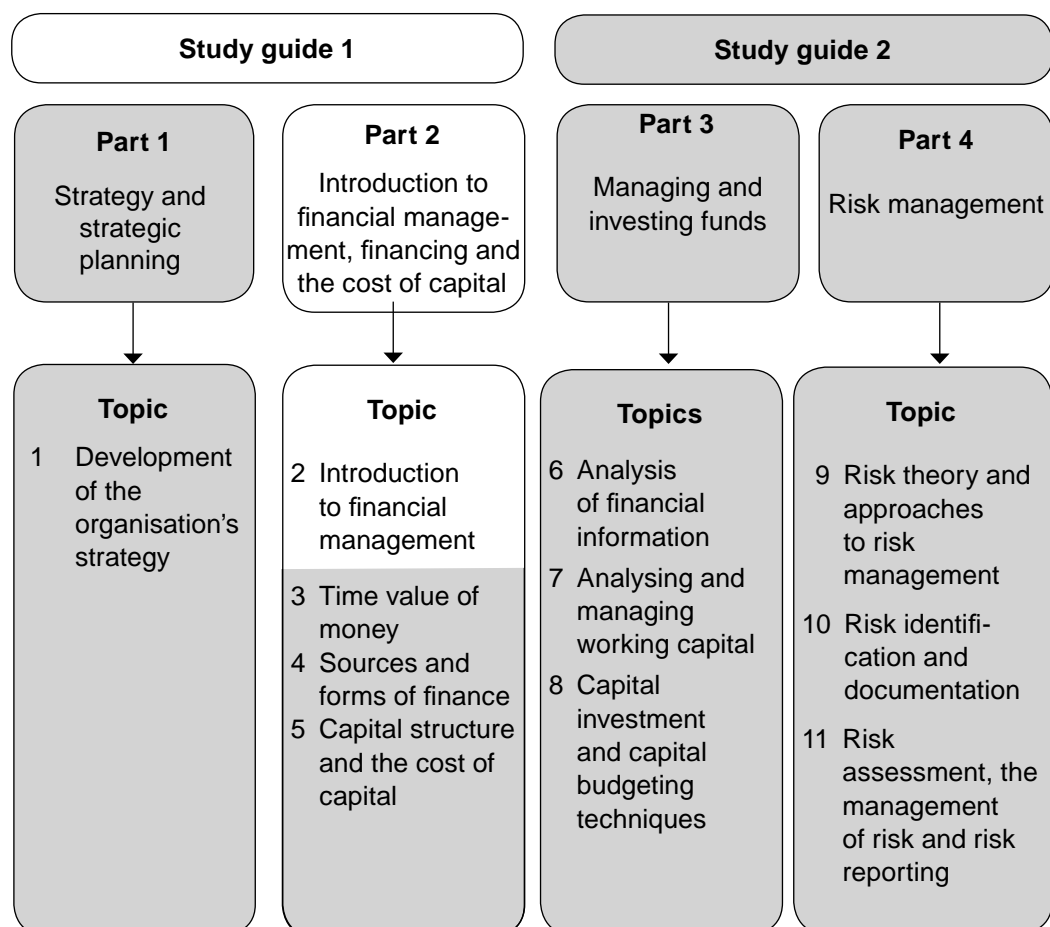 Study guide 1
Study guide 2
Part 1
Strategy and
strategic
planning
Part 2
Introduction to
financial manage-
ment, financing and
the cost of capital
Part 3
Managing and
investing funds
Part 4
Risk management
Topic
1 Development
of the
organisation’s
strategy
Topic
2 Introduction
to financial
management
3 Time value of
money
4 Sources and
forms of finance
5 Capital structure
and the cost of
capital
Topics
6 Analysis
of financial
information
7 Analysing and
managing
working capital
8 Capital
investment
and capital
budgeting
techniques
Topic
9 Risk theory and
approaches
to risk
management
10 Risk identifi-
cation and
documentation
11 Risk
assessment, the
management
of risk and risk
reporting